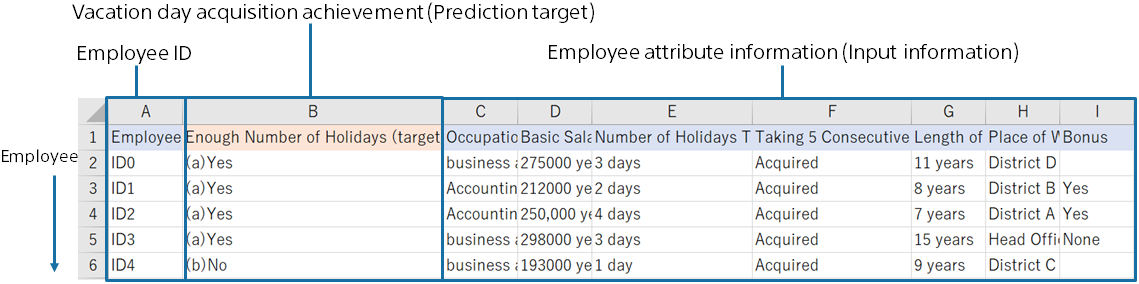 Vacation day acquisition achievement (Prediction target)
Employee ID
Employee attribute information (Input information)
A B C D E F G H I
1 Employee Enough Number of Holidays (target Occupatio Basic Sala Number of Holidays T Taking 5 Consecutive Length of Place of W Bonus
Employee
2 ID0 (a)Yes business a 275000 ye 3 days Acquired 11 years District D
3 ID1 (a)Yes Accountin 212000 ye 2 days Acquired 8 years District B Yes
4 ID2 (a)Yes Accountin 250,000 ye 4 days Acquired 7 years District A Yes
5 ID3 (a)Yes business a 298000 ye 3 days Acquired 15 years Head Offi None
6 ID4 (b)No business a 193000 ye 1 day Acquired 9 years District C